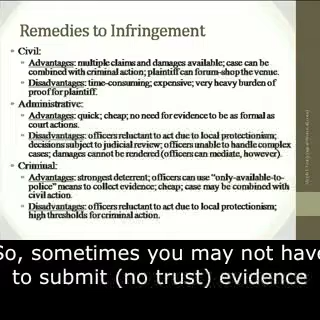 Remedies to Infringement
Civil:
Advantages: multiple claims and damages available; case can be
combined with criminal action; plaintiff can forum-shop the venue.
Disadvantages: time-consuming; expensive; very heavy burden of
proof for plaintiff.
Administrative:
Advantages: quick; cheap; no need for evidence to be as formal as
court actions.
Disadvantages: officers reluctant to act due to local protectionism;
decisions subject to judicial review; officers unable to handle complex
cases; damages cannot be rendered (officers can mediate, however).
Criminal:
Advantages: strongest deterrent; officers can use "only-available-to-
police" means to collect evidence; cheap; case may be combined with
civil action.
Disadvantages: officers reluctant to act due to local protectionism;
high thresholds for criminal action.
So, sometimes you may not have
to submit (no trust) evidence